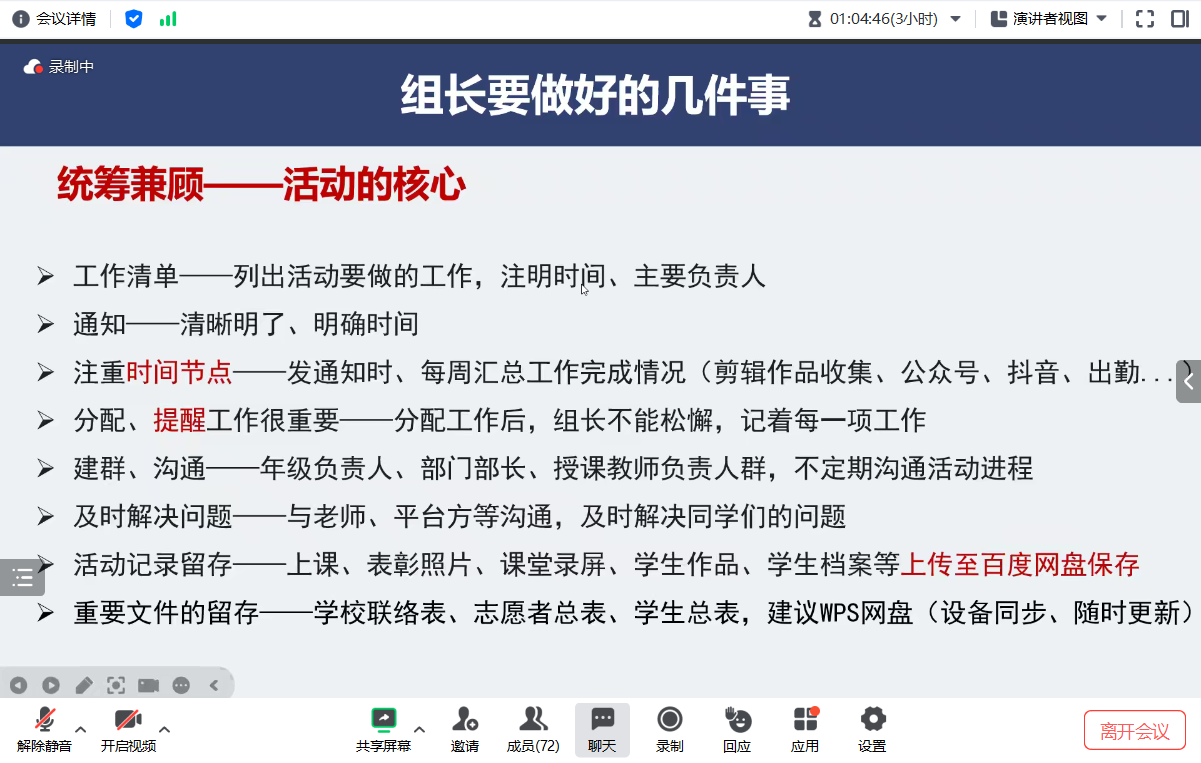 会议详情
01:04:46(3小时)
演讲者视图
录制中
组长要做好的几件事
统筹兼顾——活动的核心
➢ 工作清单——列出活动要做的工作，注明时间、主要负责人
➢ 通知——清晰明了、明确时间
➢ 注重时间节点——发通知时、每周汇总工作完成情况（剪辑作品收集、公众号、抖音、出勤...）
➢ 分配、提醒工作很重要——分配工作后，组长不能松懈，记着每一项工作
➢ 建群、沟通——年级负责人、部门部长、授课教师负责人群，不定期沟通活动进程
➢ 及时解决问题——与老师、平台方等沟通，及时解决同学们的问题
➢ 活动记录留存——上课、表彰照片、课堂录屏、学生作品、学生档案等上传至百度网盘保存
➢ 重要文件的留存——学校联络表、志愿者总表、学生总表，建议WPS网盘（设备同步、随时更新）
解除静音
开启视频
共享屏幕
邀请
成员(72)
聊天
录制
回应
应用
设置
离开会议